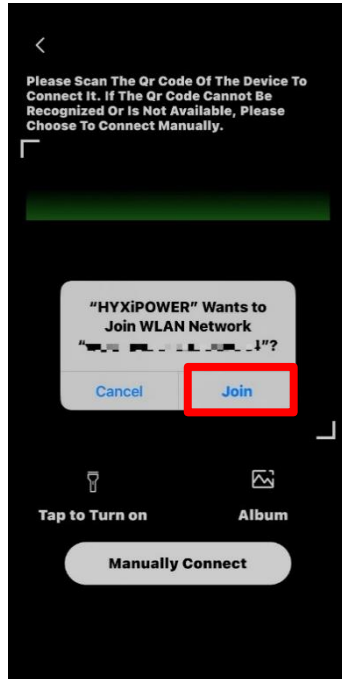 Please Scan The Qr Code Of The Device To
Connect It. If The Qr Code Cannot Be
Recognized Or Is Not Available, Please
Choose To Connect Manually.
"HYXiPOWER" Wants to
Join WLAN Network
" "?
Cancel
Join
Tap to Turn on
Album
Manually Connect